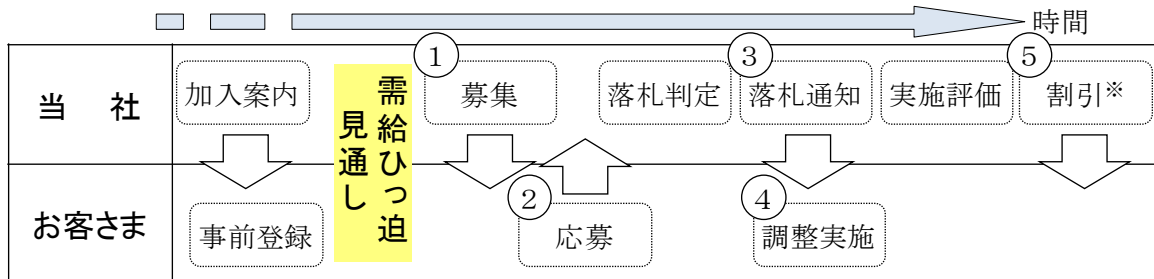 時間
当　社
加入案内
需給ひっ迫
見通し
①
募集
落札判定
③
落札通知
実施評価
⑤
割引※
お客さま
事前登録
②
応募
④
調整実施